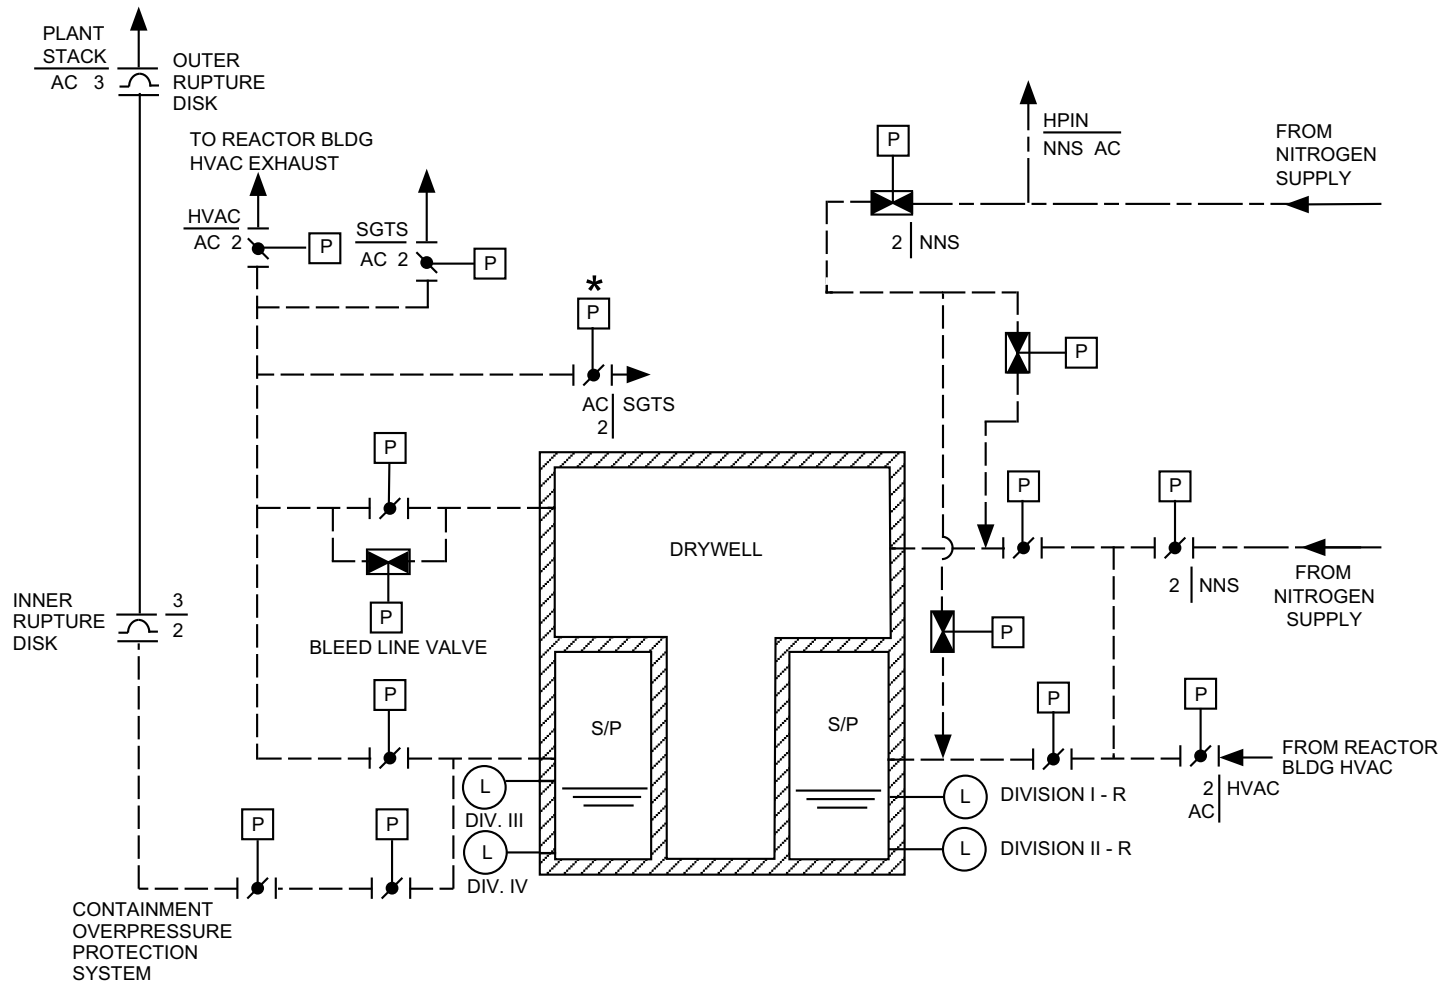 PLANT
STACK
AC 3
OUTER
RUPTURE
DISK
TO REACTOR BLDG
HVAC EXHAUST
HVAC
AC 2
P
SGTS
AC 2
P
*
P
AC SGTS
2
P
HPIN
NNS AC
FROM
NITROGEN
SUPPLY
2 NNS
P
P
P
BLEED LINE VALVE
DRYWELL
P
P
2 NNS
FROM
NITROGEN
SUPPLY
INNER
RUPTURE
DISK
3
2
P
P
S/P
S/P
P
P
FROM REACTOR
BLDG HVAC
2 HVAC
AC
L
DIV. III
L
DIV. IV
L
DIVISION I - R
L
DIVISION II - R
P
P
CONTAINMENT
OVERPRESSURE
PROTECTION
SYSTEM